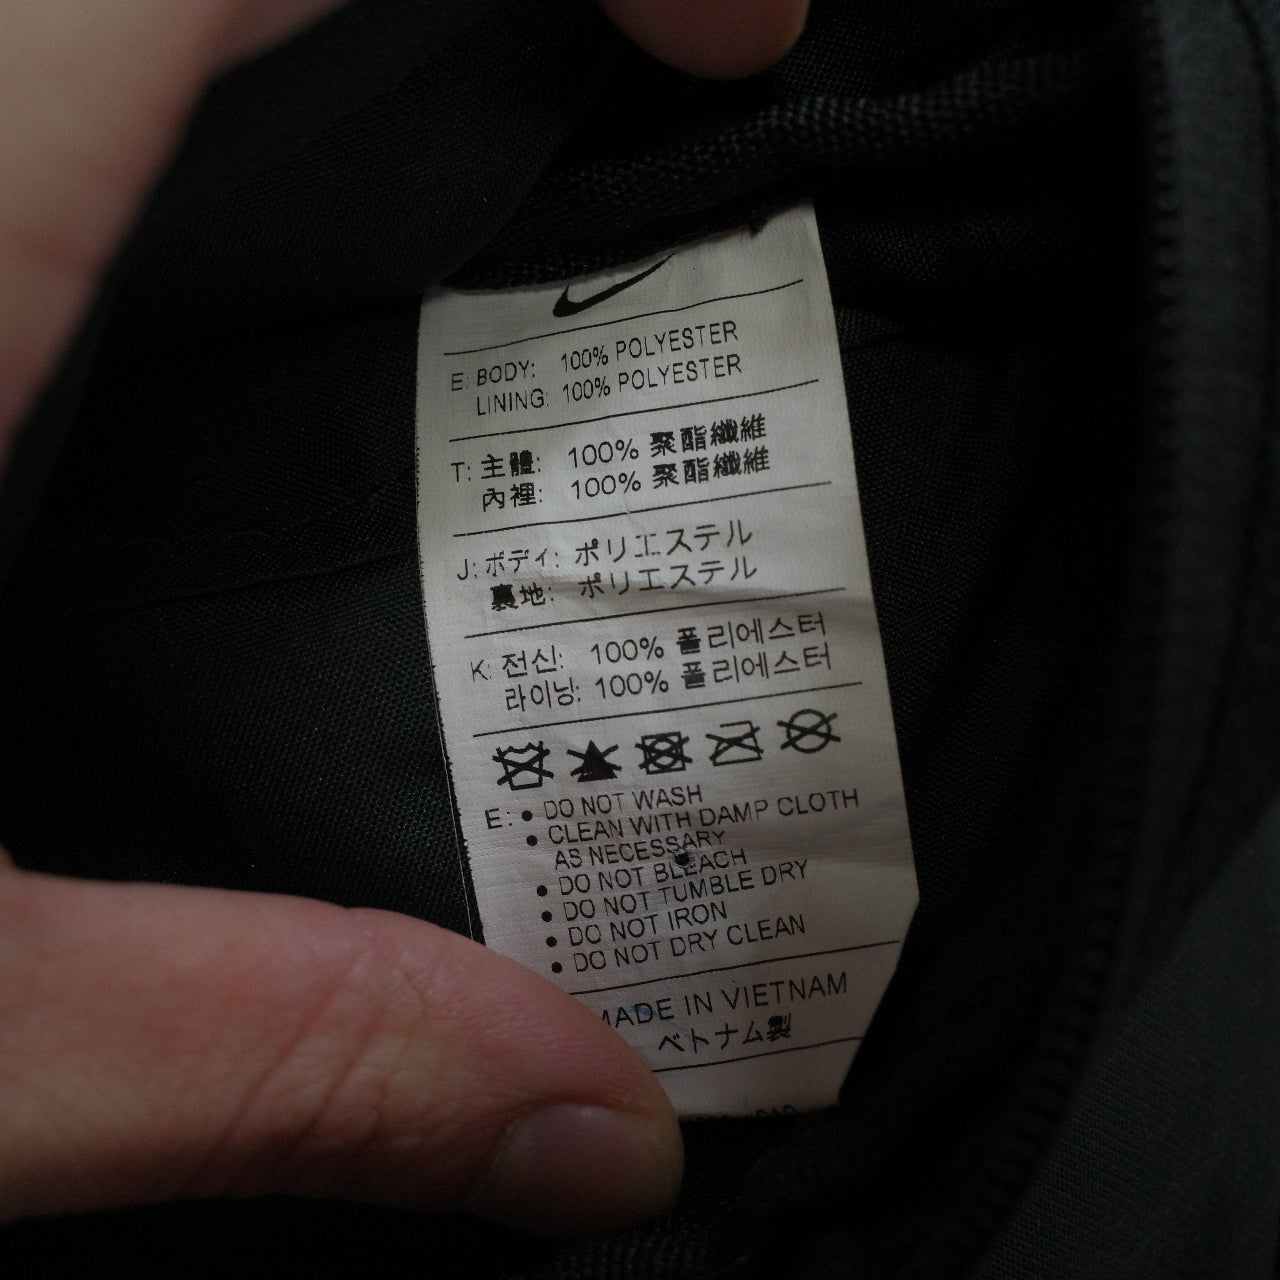 E: BODY: 100% POLYESTER
LINING: 100% POLYESTER
T: 主體: 100% 聚酯纖維
內裡: 100% 聚酯纖維
J: ボディ: ポリエステル
裏地: ポリエステル
K: 전신: 100% 폴리에스터
라이닝: 100% 폴리에스터
E: • DO NOT WASH
• CLEAN WITH DAMP CLOTH
AS NECESSARY
• DO NOT BLEACH
• DO NOT TUMBLE DRY
• DO NOT IRON
• DO NOT DRY CLEAN
MADE IN VIETNAM
ベトナム製